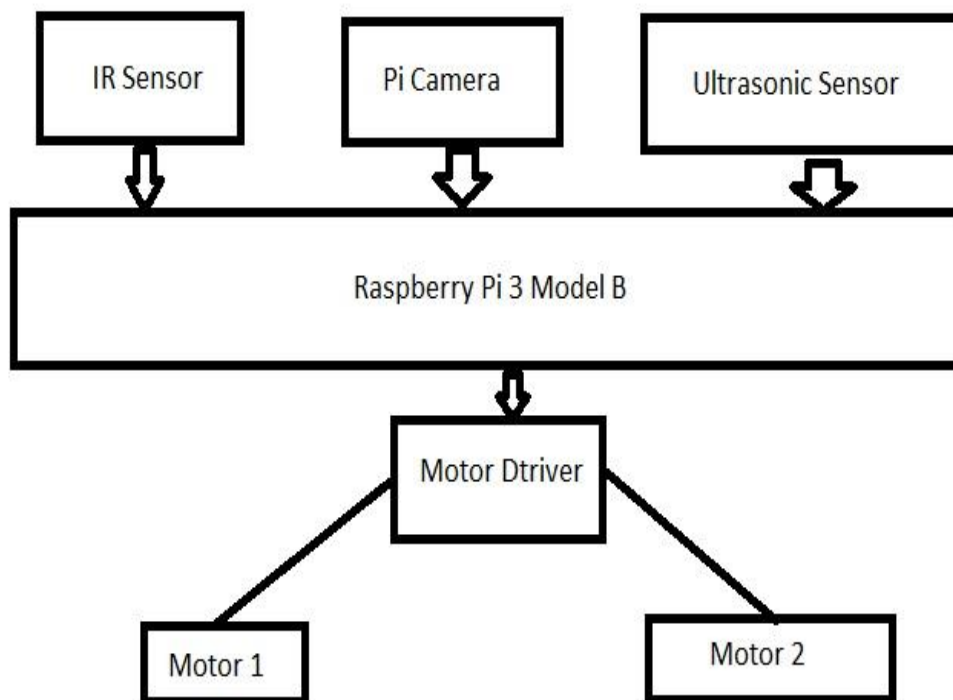 IR Sensor
Pi Camera
Ultrasonic Sensor
Raspberry Pi 3 Model B
Motor Dtriver
Motor 1
Motor 2